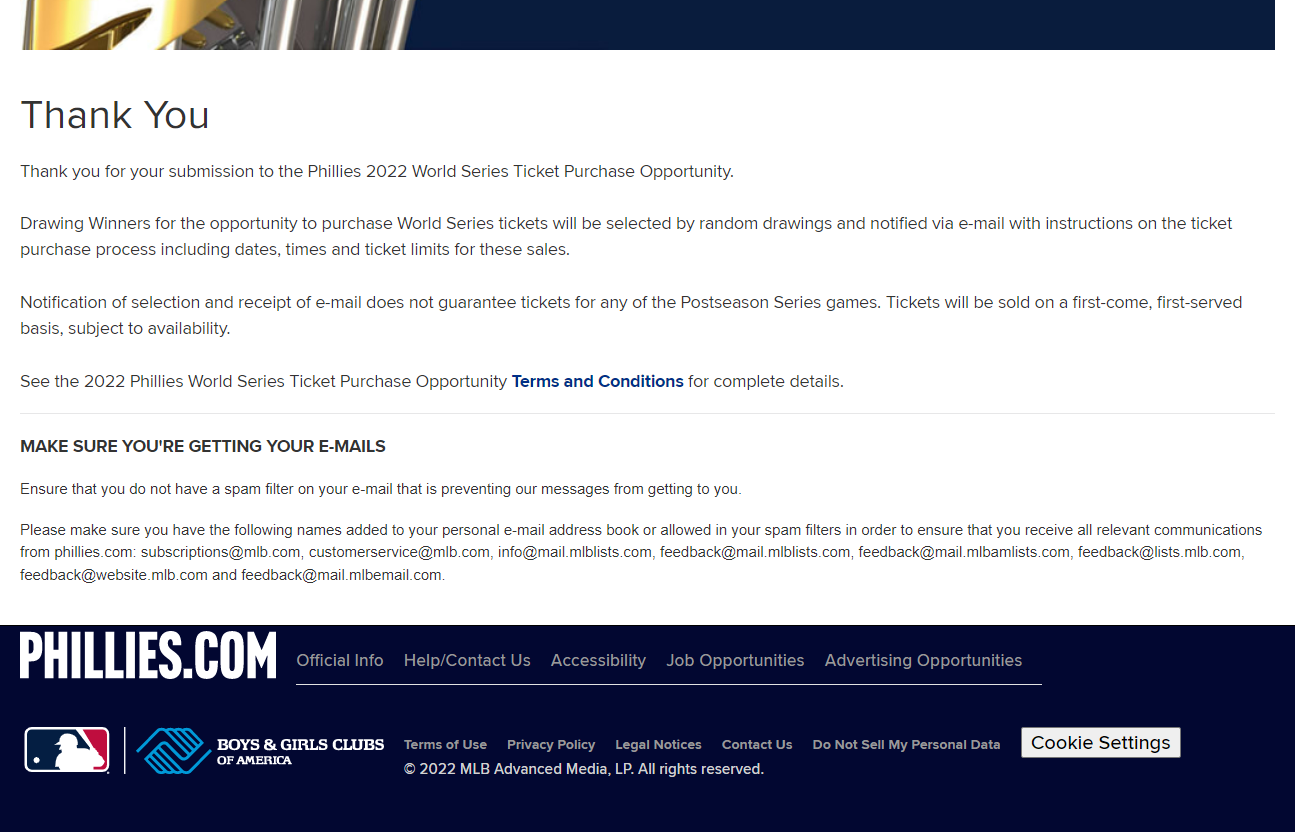 Thank You
Thank you for your submission to the Phillies 2022 World Series Ticket Purchase Opportunity.
Drawing Winners for the opportunity to purchase World Series tickets will be selected by random drawings and notified via e-mail with instructions on the ticket
purchase process including dates, times and ticket limits for these sales.
Notification of selection and receipt of e-mail does not guarantee tickets for any of the Postseason Series games. Tickets will be sold on a first-come, first-served
basis, subject to availability.
See the 2022 Phillies World Series Ticket Purchase Opportunity Terms and Conditions for complete details.
MAKE SURE YOU'RE GETTING YOUR E-MAILS
Ensure that you do not have a spam filter on your e-mail that is preventing our messages from getting to you.
Please make sure you have the following names added to your personal e-mail address book or allowed in your spam filters in order to ensure that you receive all relevant communications
from phillies.com: subscriptions@mlb.com, customerservice@mlb.com, info@mail.mlblists.com, feedback@mail.mlblists.com, feedback@mail.mlbamlists.com, feedback@lists.mlb.com,
feedback@website.mlb.com and feedback@mail.mlbemail.com.
PHILLIES.COM Official Info Help/Contact Us Accessibility Job Opportunities Advertising Opportunities
BOYS & GIRLS CLUBS
OF AMERICA
Terms of Use Privacy Policy Legal Notices Contact Us Do Not Sell My Personal Data Cookie Settings
© 2022 MLB Advanced Media, LP. All rights reserved.